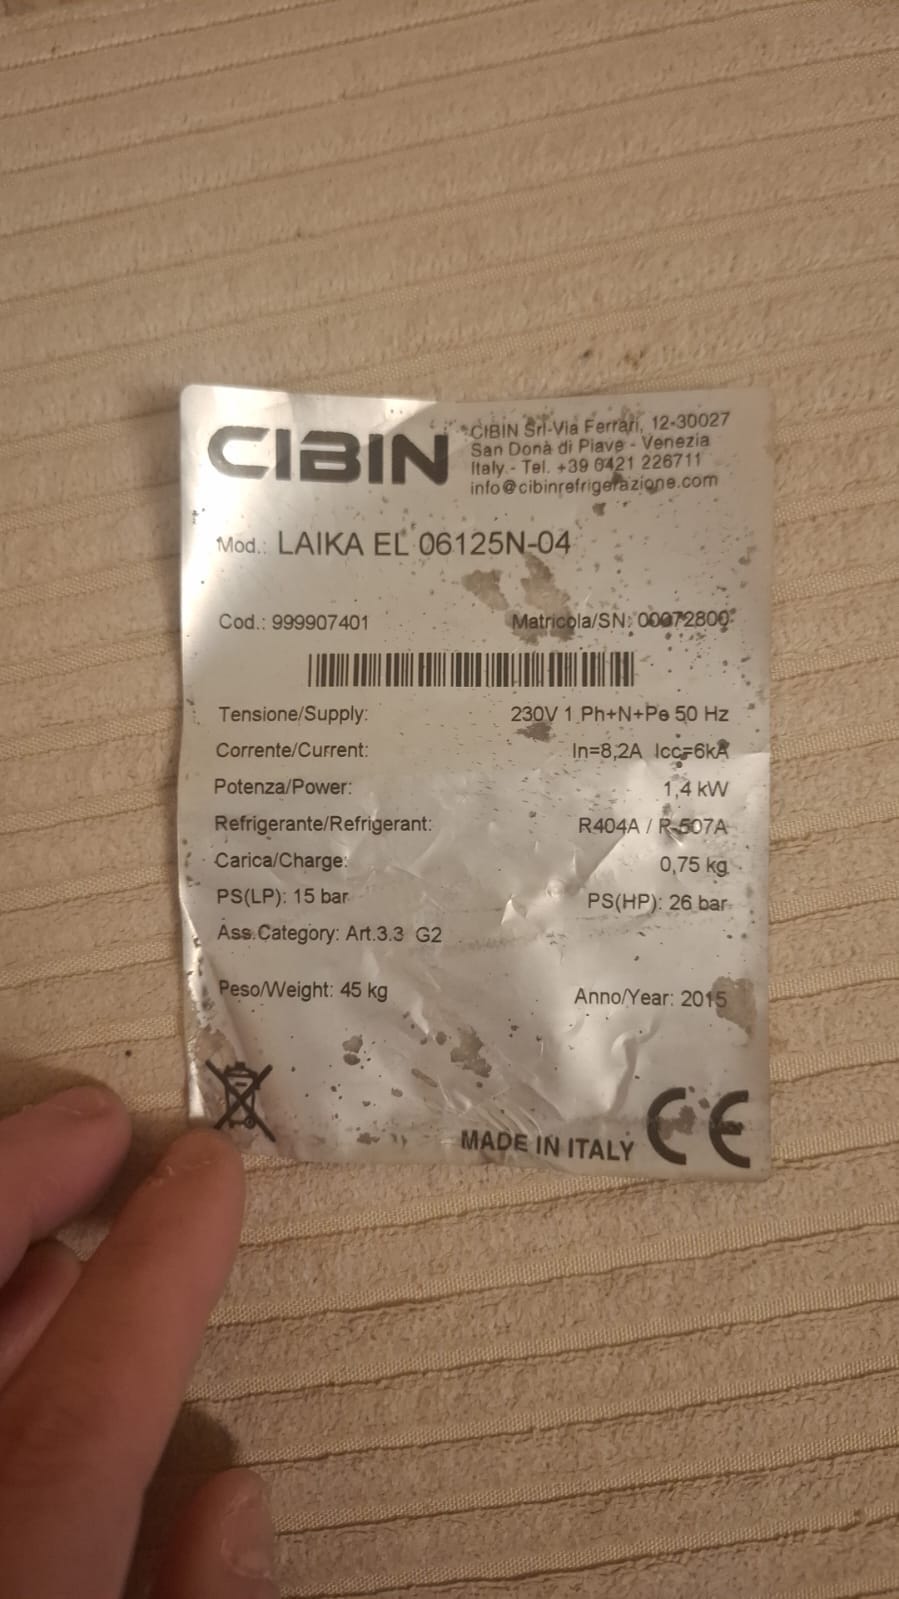 CIBIN
CIBIN Srl-Via Ferrari, 12-30027
San Donà di Piave - Venezia
Italy - Tel. +39 0421 226711
info@cibinrefrigerazione.com
Mod.: LAIKA EL 06125N-04
Cod.: 999907401 Matricola/SN: 00072800
Tensione/Supply: 230V 1 Ph+N+Pe 50 Hz
Corrente/Current: In=8,2A Icc=6kA
Potenza/Power: 1,4 kW
Refrigerante/Refrigerant: R404A / R-507A
Carica/Charge: 0,75 kg
PS(LP): 15 bar PS(HP): 26 bar
Ass.Category: Art.3.3 G2
Peso/Weight: 45 kg Anno/Year: 2015
MADE IN ITALY CE